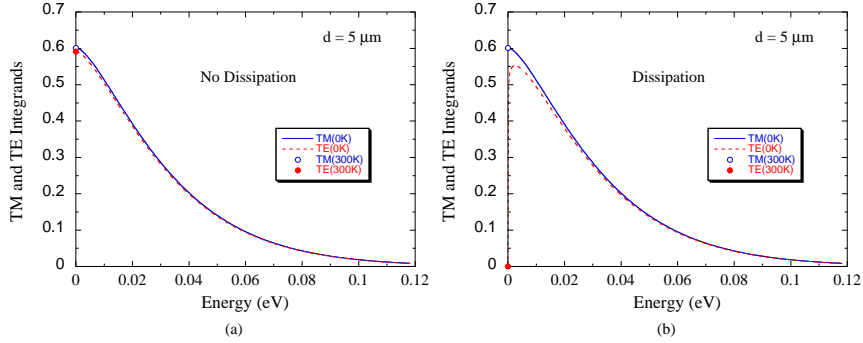 d = 5 μm
No Dissipation
TM and TE Integrands
0.7
0.6
0.5
0.4
0.3
0.2
0.1
0
TM(0K)
TE(0K)
TM(300K)
TE(300K)
0 0.02 0.04 0.06 0.08 0.1 0.12
Energy (eV)
(a)
d = 5 μm
Dissipation
TM and TE Integrands
0.7
0.6
0.5
0.4
0.3
0.2
0.1
0
TM(0K)
TE(0K)
TM(300K)
TE(300K)
0 0.02 0.04 0.06 0.08 0.1 0.12
Energy (eV)
(b)